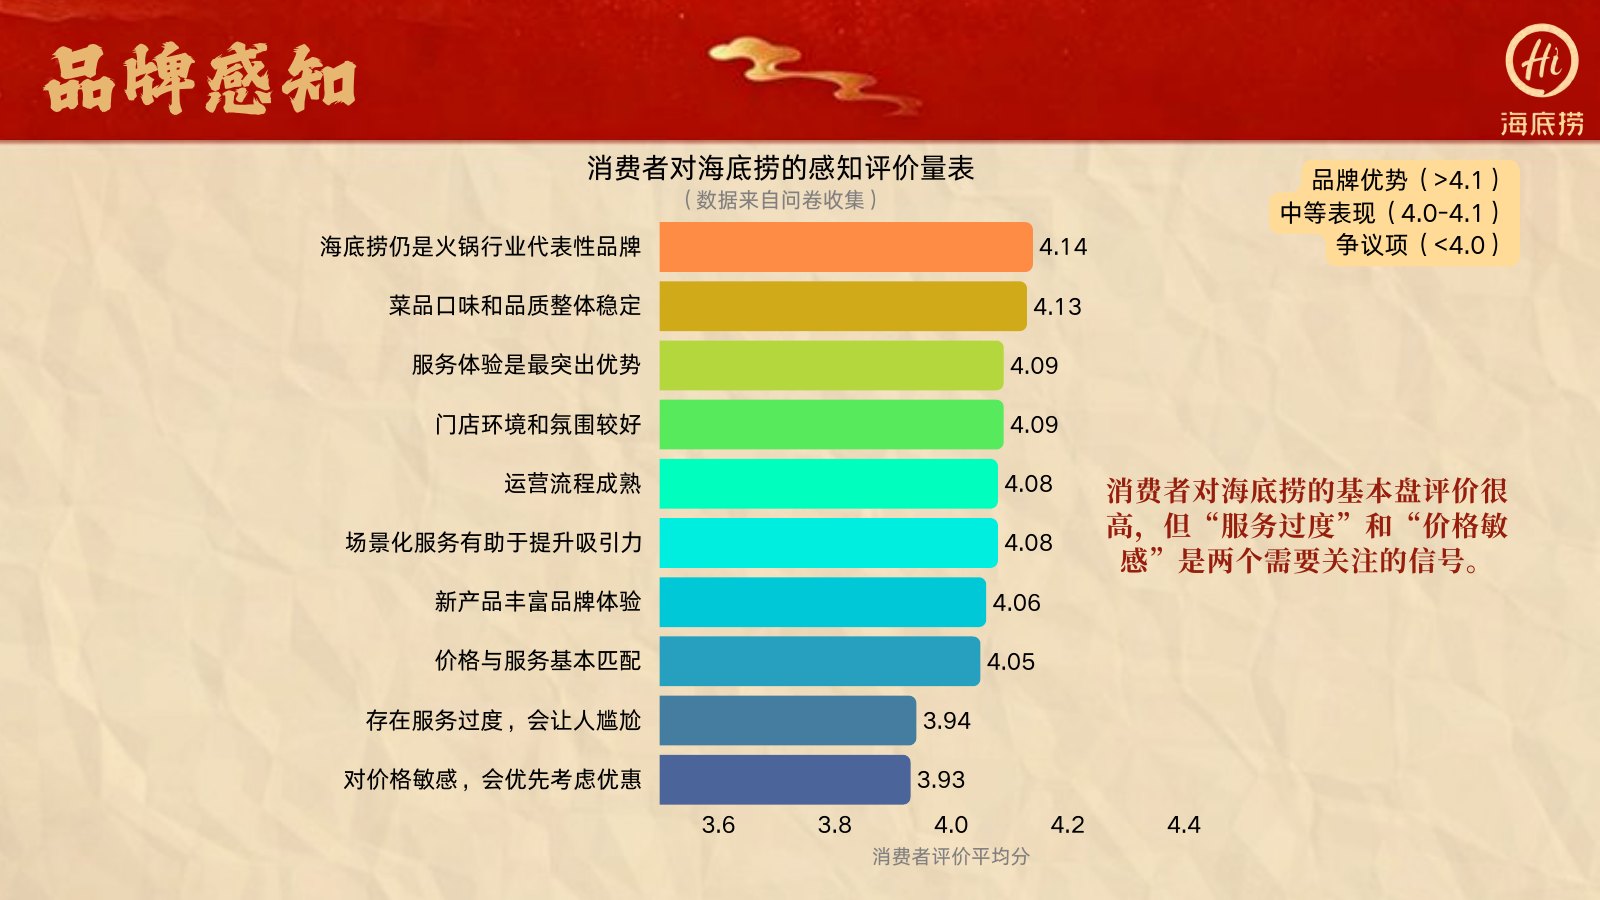 品牌感知
Hi
海底捞
消费者对海底捞的感知评价量表
（数据来自问卷收集）
品牌优势（>4.1）
中等表现（4.0-4.1）
争议项（<4.0）
海底捞仍是火锅行业代表性品牌 4.14
菜品口味和品质整体稳定 4.13
服务体验是最突出优势 4.09
门店环境和氛围较好 4.09
运营流程成熟 4.08
场景化服务有助于提升吸引力 4.08
新产品丰富品牌体验 4.06
价格与服务基本匹配 4.05
存在服务过度，会让人尴尬 3.94
对价格敏感，会优先考虑优惠 3.93
3.6 3.8 4.0 4.2 4.4
消费者评价平均分
消费者对海底捞的基本盘评价很
高，但“服务过度”和“价格敏
感”是两个需要关注的信号。